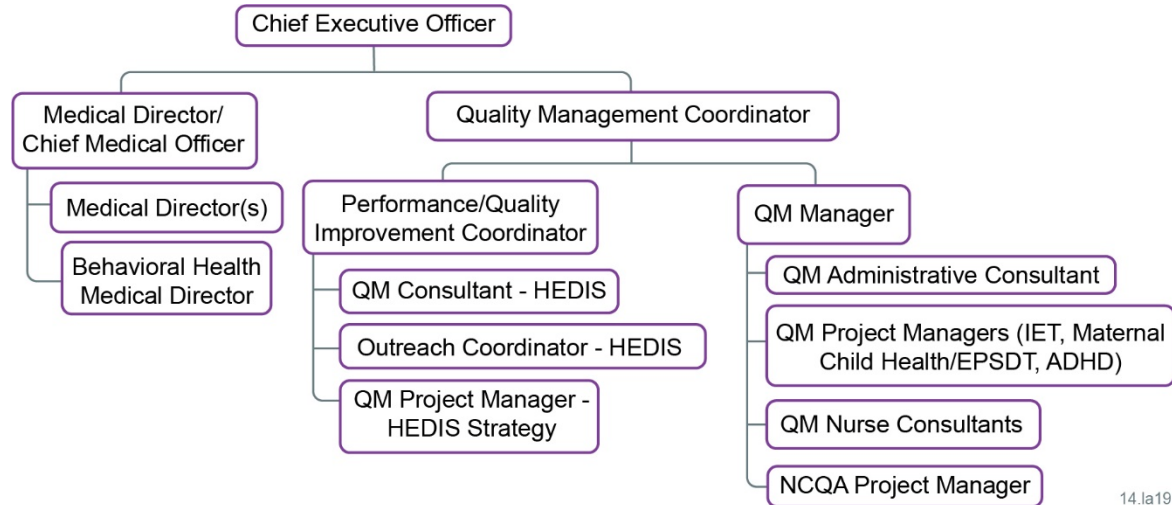 Chief Executive Officer
Medical Director/
Chief Medical Officer
Medical Director(s)
Behavioral Health
Medical Director
Quality Management Coordinator
Performance/Quality
Improvement Coordinator
QM Consultant - HEDIS
Outreach Coordinator - HEDIS
QM Project Manager -
HEDIS Strategy
QM Manager
QM Administrative Consultant
QM Project Managers (IET, Maternal
Child Health/EPSDT, ADHD)
QM Nurse Consultants
NCQA Project Manager
14.la19